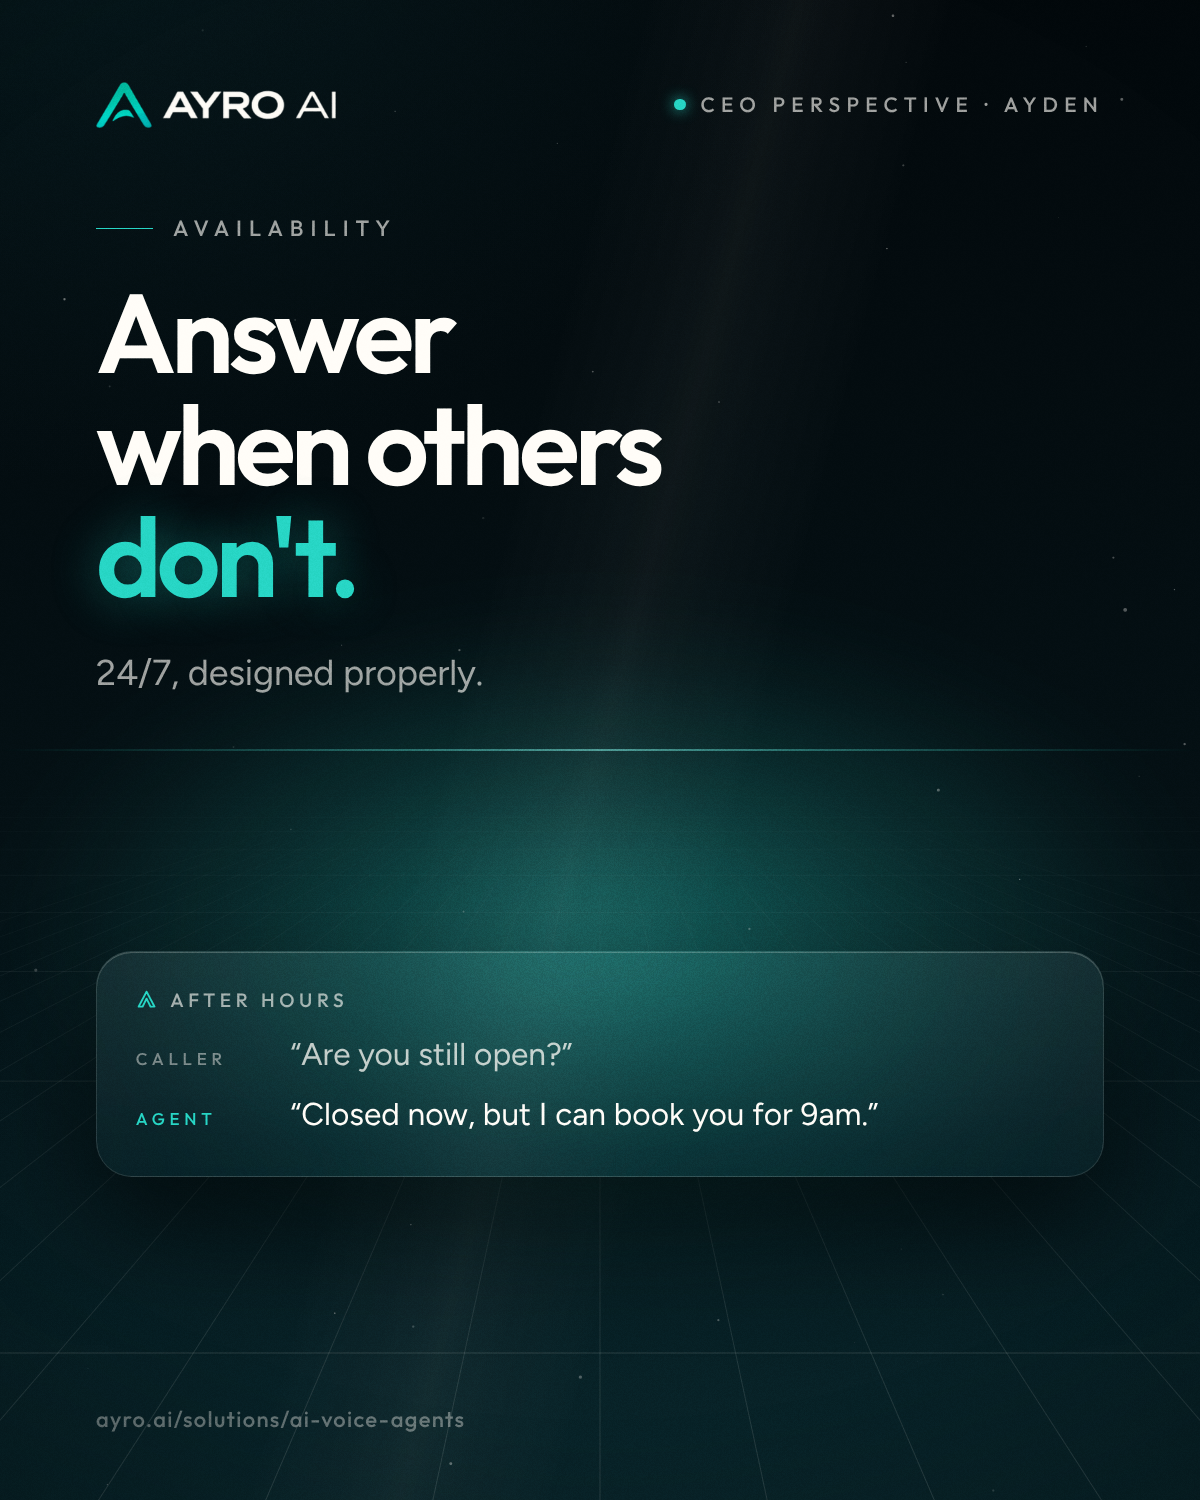 AYRO AI
CEO PERSPECTIVE · AYDEN
AVAILABILITY
Answer
when others
don't.
24/7, designed properly.
AFTER HOURS
CALLER “Are you still open?”
AGENT “Closed now, but I can book you for 9am.”
ayro.ai/solutions/ai-voice-agents